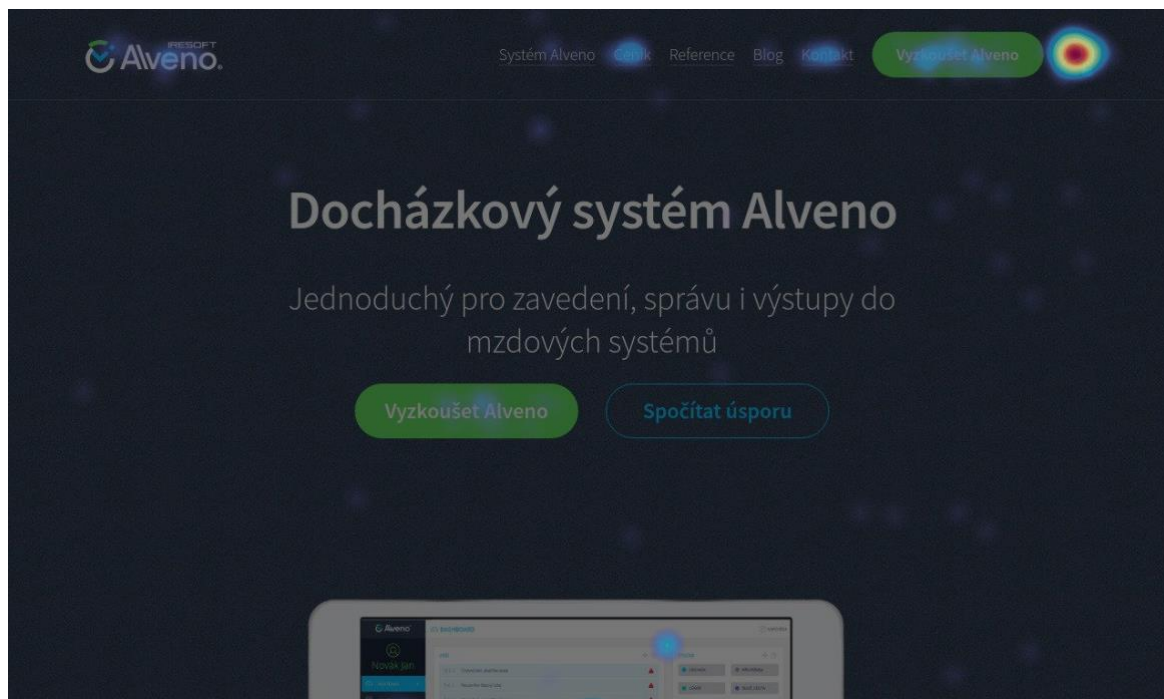 IRESOFT
Alveno.
Systém Alveno Ceník Reference Blog Kontakt Vyzkoušet Alveno
Docházkový systém Alveno
Jednoduchý pro zavedení, správu i výstupy do
mzdových systémů
Vyzkoušet Alveno Spočítat úsporu
Alveno
DASHBOARD
Novák Jan